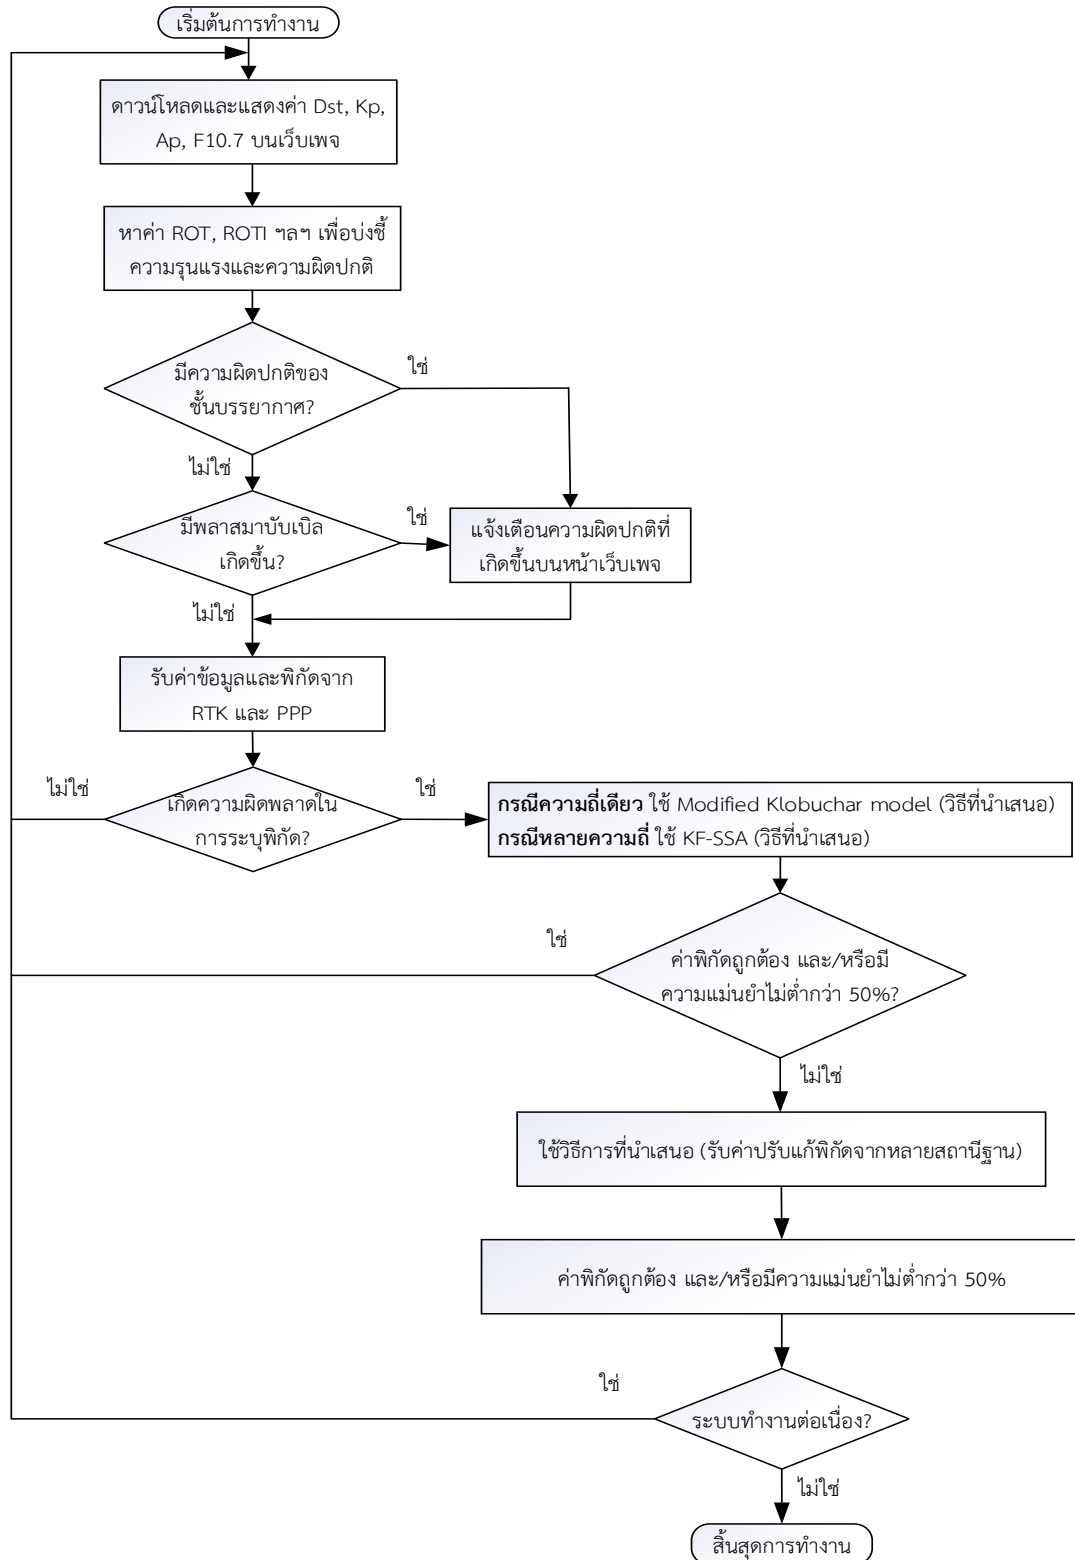 เริ่มต้นการทำงาน
ดาวน์โหลดและแสดงค่า Dst, Kp,
Ap, F10.7 บนเว็บเพจ
หาค่า ROT, ROTI ฯลฯ เพื่อบ่งชี้
ความรุนแรงและความผิดปกติ
มีความผิดปกติของ
ชั้นบรรยากาศ?
ใช่
ไม่ใช่
มีพลาสมาบับเบิล
เกิดขึ้น?
ใช่
แจ้งเตือนความผิดปกติที่
เกิดขึ้นบนหน้าเว็บเพจ
ไม่ใช่
รับค่าข้อมูลและพิกัดจาก
RTK และ PPP
ไม่ใช่
เกิดความผิดพลาดใน
การระบุพิกัด?
ใช่
กรณีความถี่เดียว ใช้ Modified Klobuchar model (วิธีที่นำเสนอ)
กรณีหลายความถี่ ใช้ KF-SSA (วิธีที่นำเสนอ)
ใช่
ค่าพิกัดถูกต้อง และ/หรือมี
ความแม่นยำไม่ต่ำกว่า 50%?
ไม่ใช่
ใช้วิธีการที่นำเสนอ (รับค่าปรับแก้พิกัดจากหลายสถานีฐาน)
ค่าพิกัดถูกต้อง และ/หรือมีความแม่นยำไม่ต่ำกว่า 50%
ใช่
ระบบทำงานต่อเนื่อง?
ไม่ใช่
สิ้นสุดการทำงาน